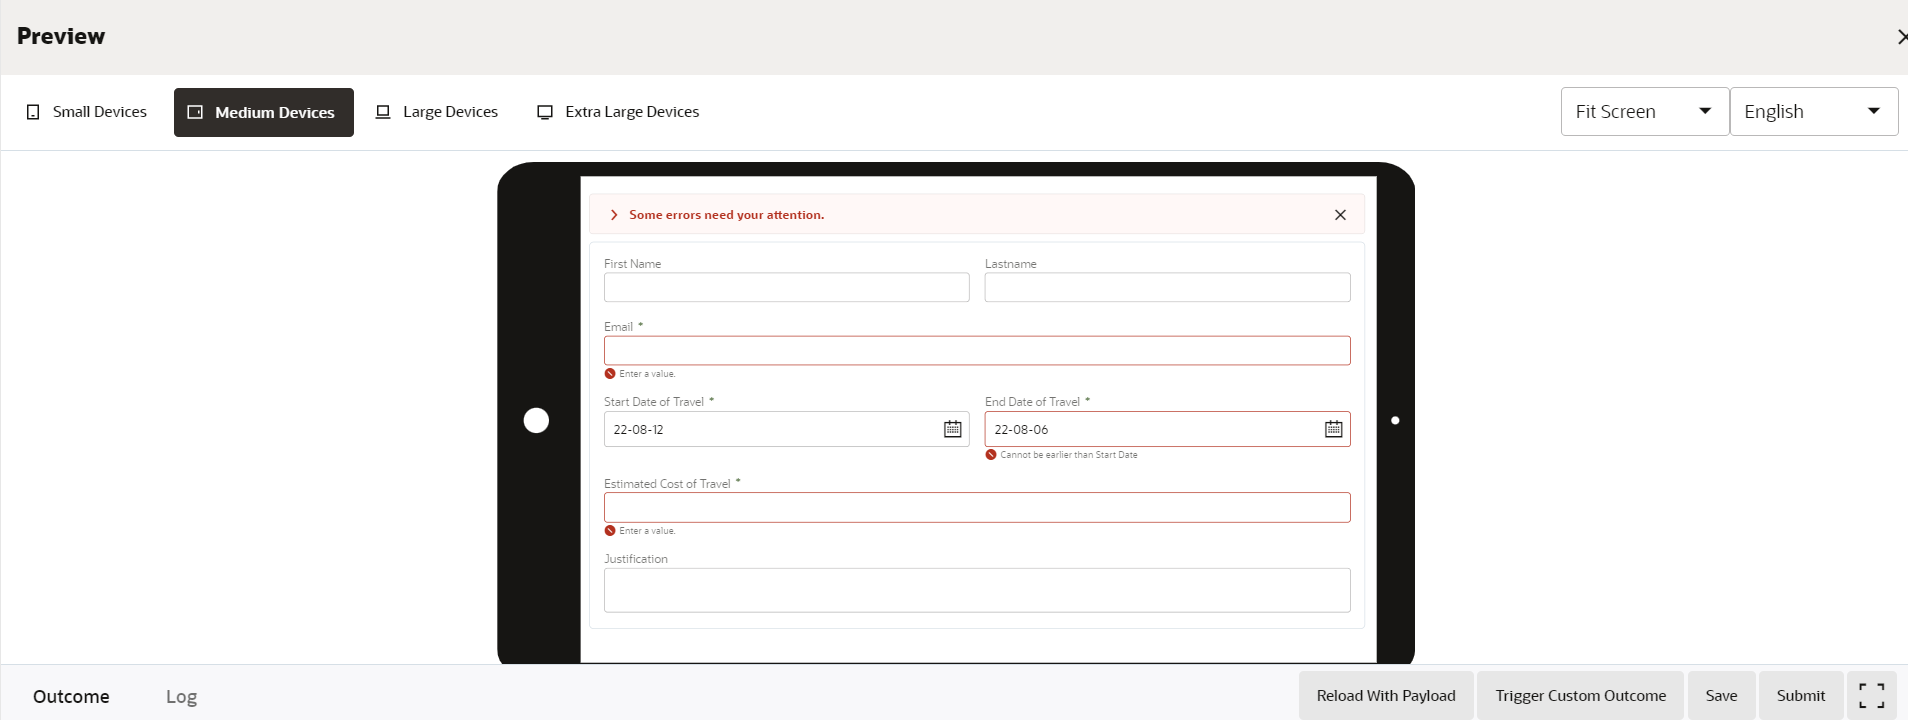 Preview
Small Devices Medium Devices Large Devices Extra Large Devices Fit Screen English
Some errors need your attention.
First Name Lastname
Email *
Enter a value.
Start Date of Travel * End Date of Travel *
22-08-12 22-08-06
Cannot be earlier than Start Date
Estimated Cost of Travel *
Enter a value.
Justification
Outcome Log Reload With Payload Trigger Custom Outcome Save Submit